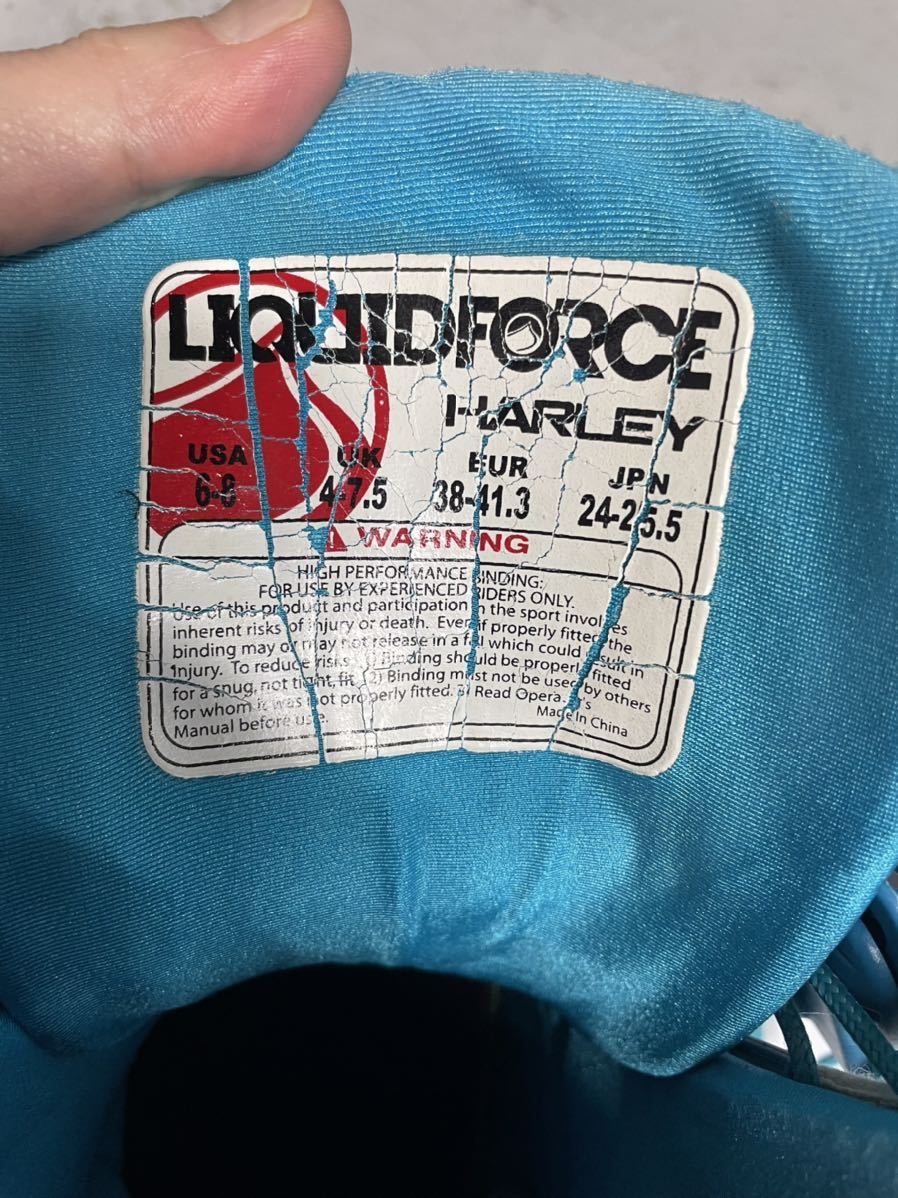 LIQUIDFORCE
HARLEY
USA UK EUR JPN
6-8 4-7.5 38-41.3 24-25.5
WARNING
HIGH PERFORMANCE BINDING:
FOR USE BY EXPERIENCED RIDERS ONLY.
Use of this product and participation in the sport involves
inherent risks of injury or death. Even if properly fitted the
binding may or may not release in a fall which could result in
Injury. To reduce risks 1) Binding should be properly fitted
for a snug, not tight, fit 2) Binding must not be used by others
for whom it was not properly fitted. 3) Read
Manual before use.
Made In China